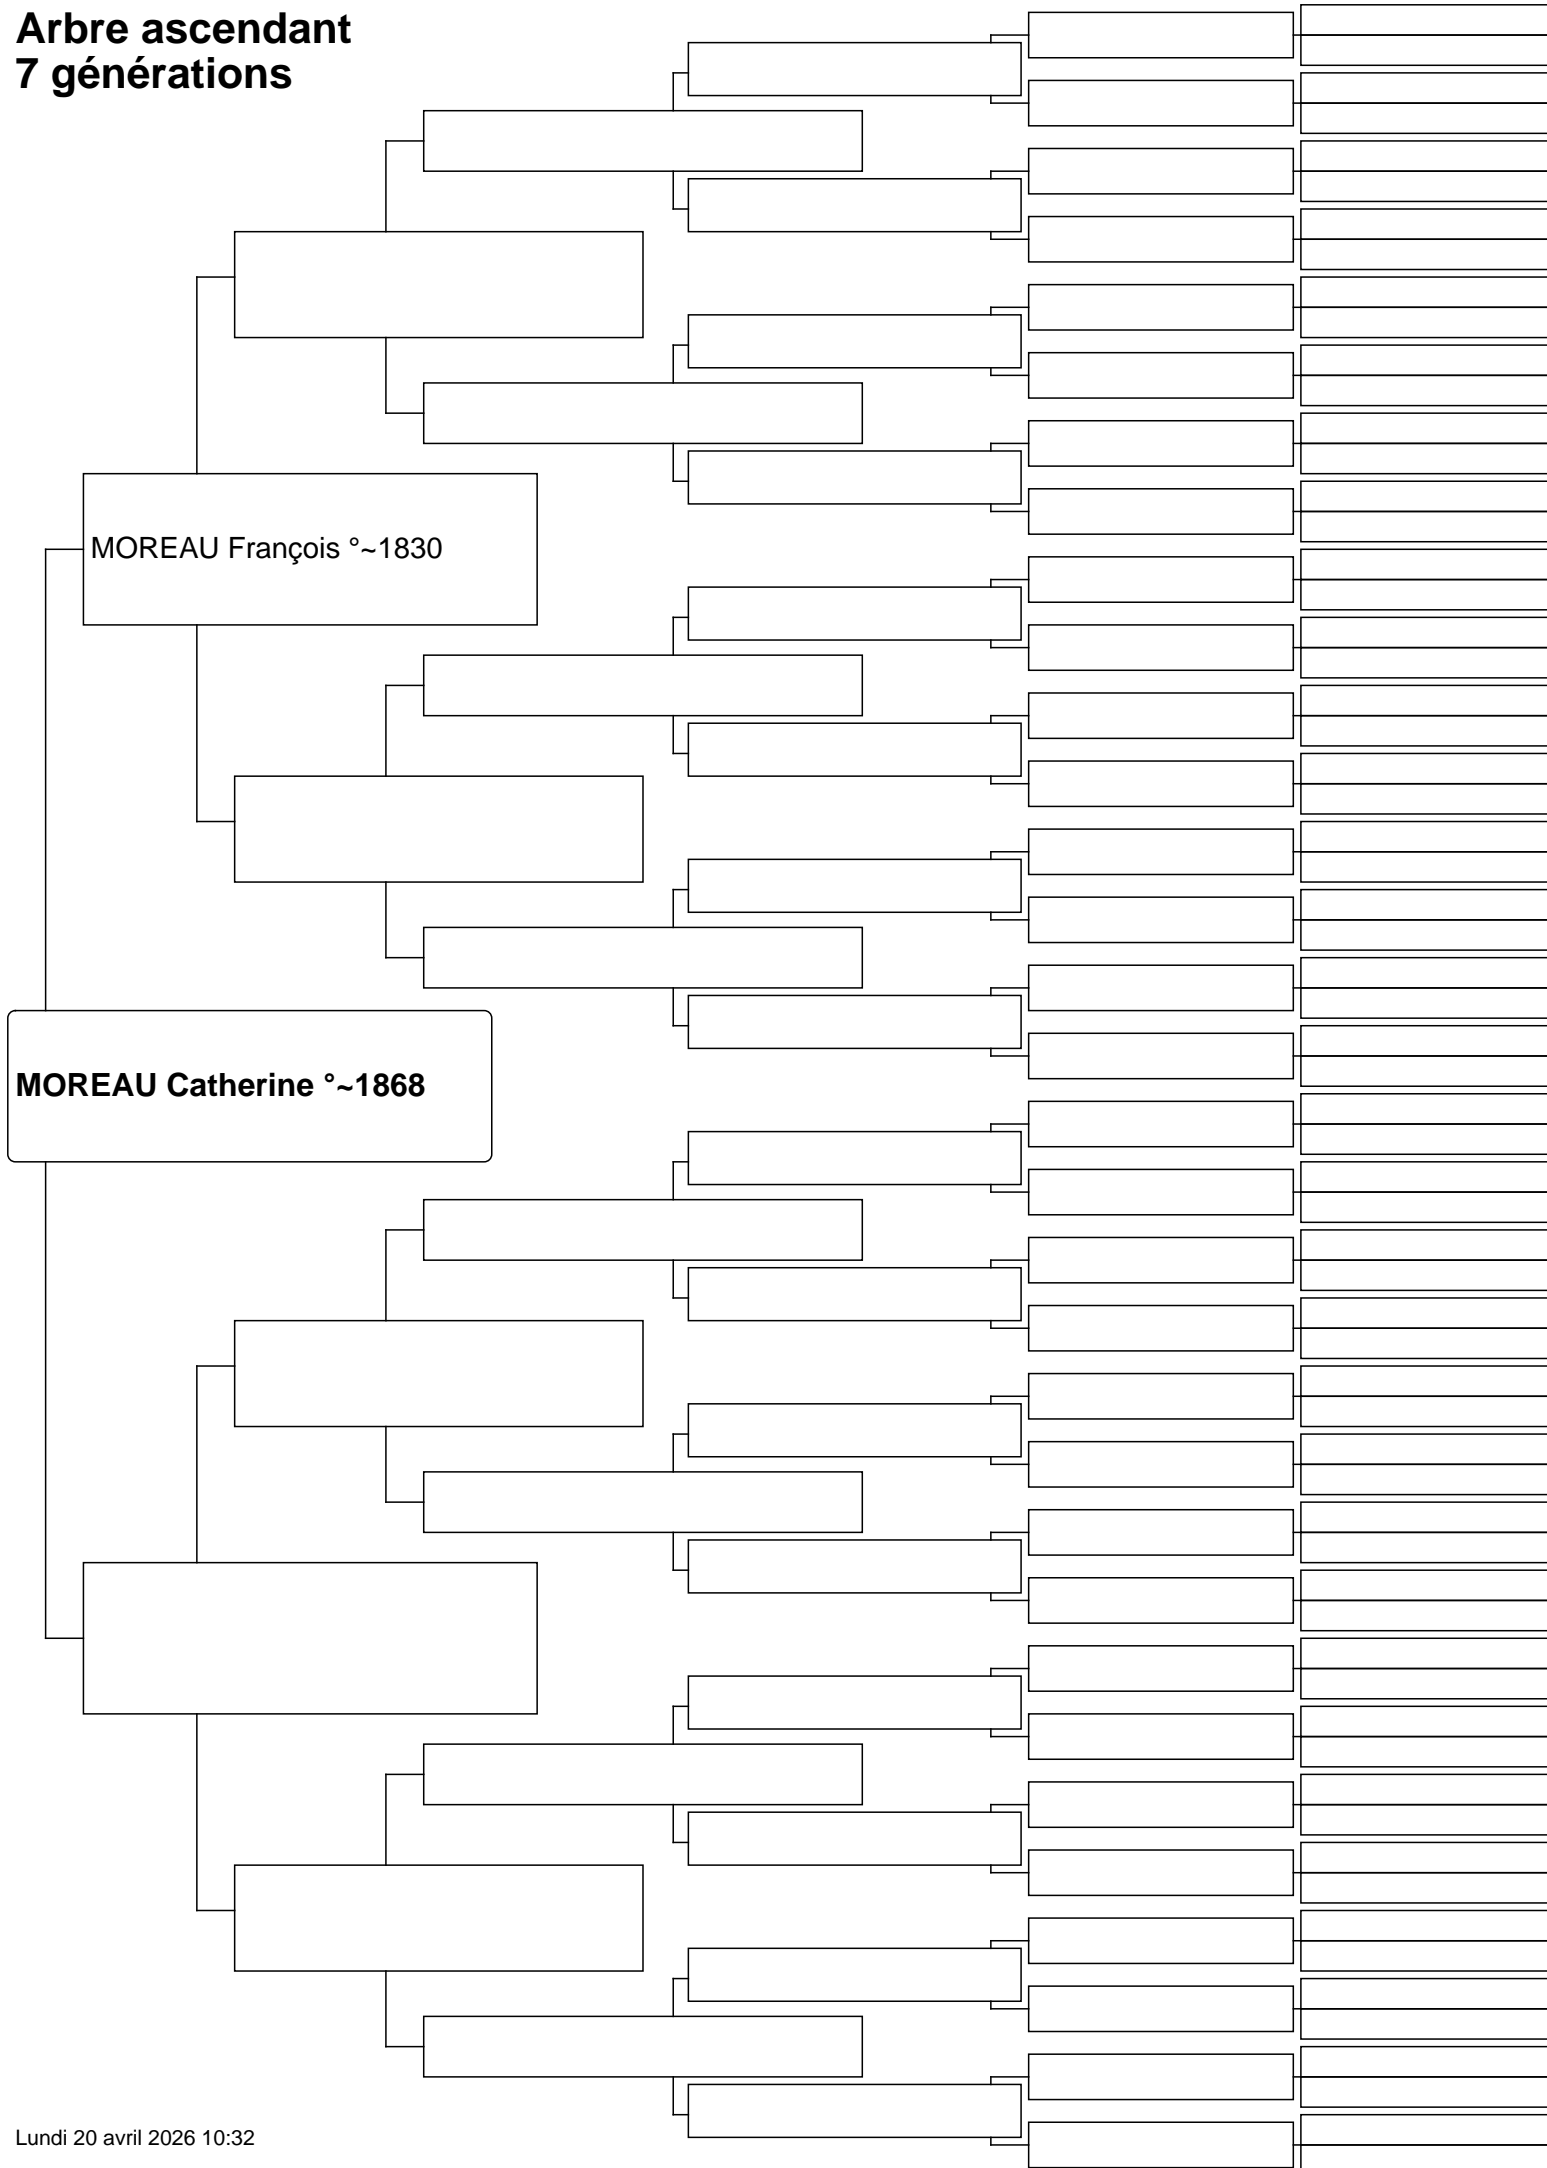 Arbre ascendant
7 générations
MOREAU François °~1830
MOREAU Catherine °~1868
Lundi 20 avril 2026 10:32